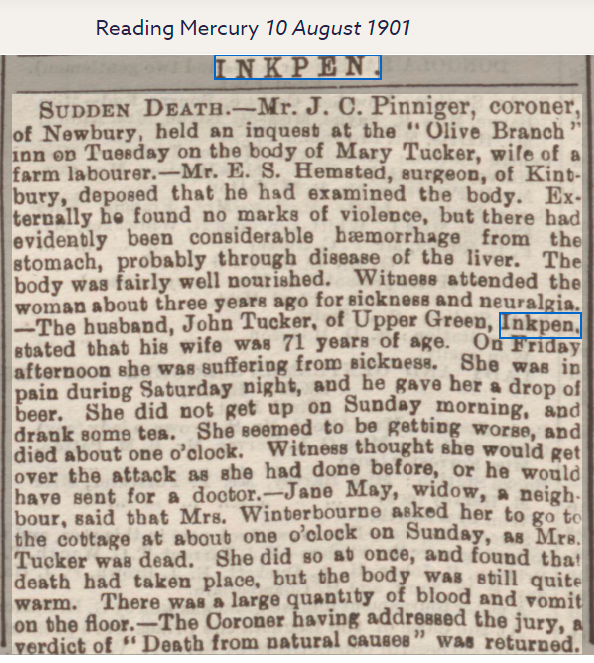 Reading Mercury 10 August 1901
INKPEN.
SUDDEN DEATH.—Mr. J. C. Pinniger, coroner,
of Newbury, held an inquest at the "Olive Branch"
inn on Tuesday on the body of Mary Tucker, wife of a
farm labourer.—Mr. E. S. Hemsted, surgeon, of Kint-
bury, deposed that he had examined the body. Ex-
ternally he found no marks of violence, but there had
evidently been considerable hæmorrhage from the
stomach, probably through disease of the liver. The
body was fairly well nourished. Witness attended the
woman about three years ago for sickness and neuralgia.
—The husband, John Tucker, of Upper Green, Inkpen,
stated that his wife was 71 years of age. On Friday
afternoon she was suffering from sickness. She was in
pain during Saturday night, and he gave her a drop of
beer. She did not get up on Sunday morning, and
drank some tea. She seemed to be getting worse, and
died about one o'clock. Witness thought she would get
over the attack as she had done before, or he would
have sent for a doctor.—Jane May, widow, a neigh-
bour, said that Mrs. Winterbourne asked her to go to
the cottage at about one o'clock on Sunday, as Mrs.
Tucker was dead. She did so at once, and found that
death had taken place, but the body was still quite
warm. There was a large quantity of blood and vomit
on the floor.—The Coroner having addressed the jury, a
verdict of "Death from natural causes" was returned.